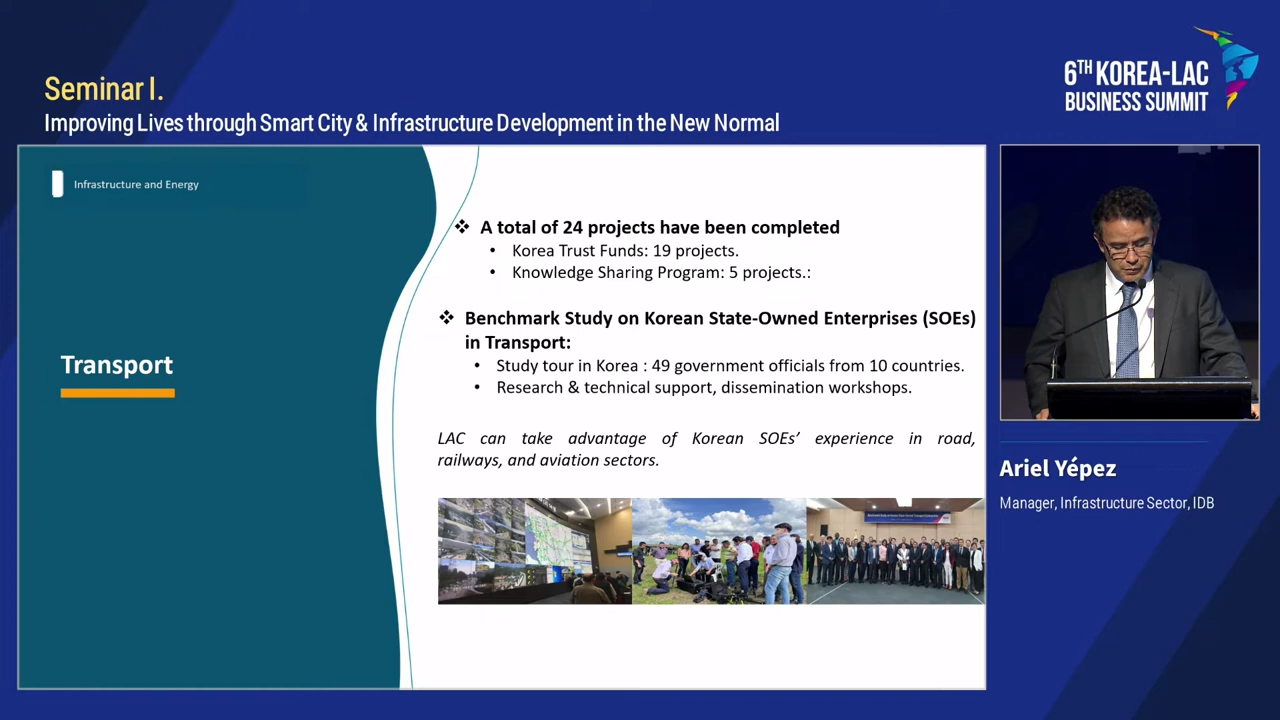 Seminar I.
Improving Lives through Smart City & Infrastructure Development in the New Normal
6TH KOREA-LAC
BUSINESS SUMMIT
Infrastructure and Energy
Transport
❖ A total of 24 projects have been completed
• Korea Trust Funds: 19 projects.
• Knowledge Sharing Program: 5 projects.:
❖ Benchmark Study on Korean State-Owned Enterprises (SOEs)
in Transport:
• Study tour in Korea : 49 government officials from 10 countries.
• Research & technical support, dissemination workshops.
LAC can take advantage of Korean SOEs’ experience in road,
railways, and aviation sectors.
Ariel Yépez
Manager, Infrastructure Sector, IDB